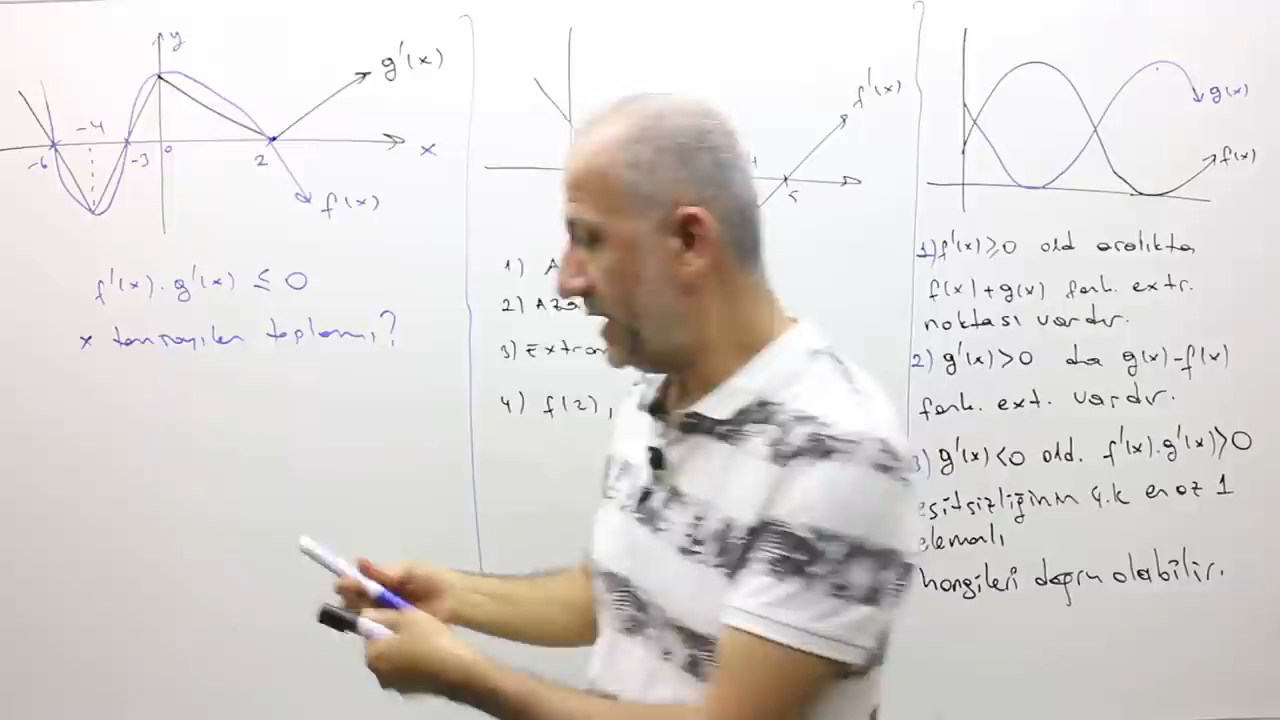 y
g'(x)
-6
-4
-3
0
2
x
f(x)
f'(x).g'(x) ≤ 0
x tamsayıları toplamı?
f'(x)
5
1) A
2) Aza
3) Extrem
4) f(2),
g(x)
f(x)
1) f'(x)≥0 old aralıkta
f(x)+g(x) fonk. extr.
noktası vardır.
2) g'(x)>0 g(x)-f(x)
fonk. ext. vardır.
3) g'(x)<0 old. f'(x).g'(x)>0
eşitsizliğinin ç.k en az 1
elemanlı
hangileri doğru olabilir.